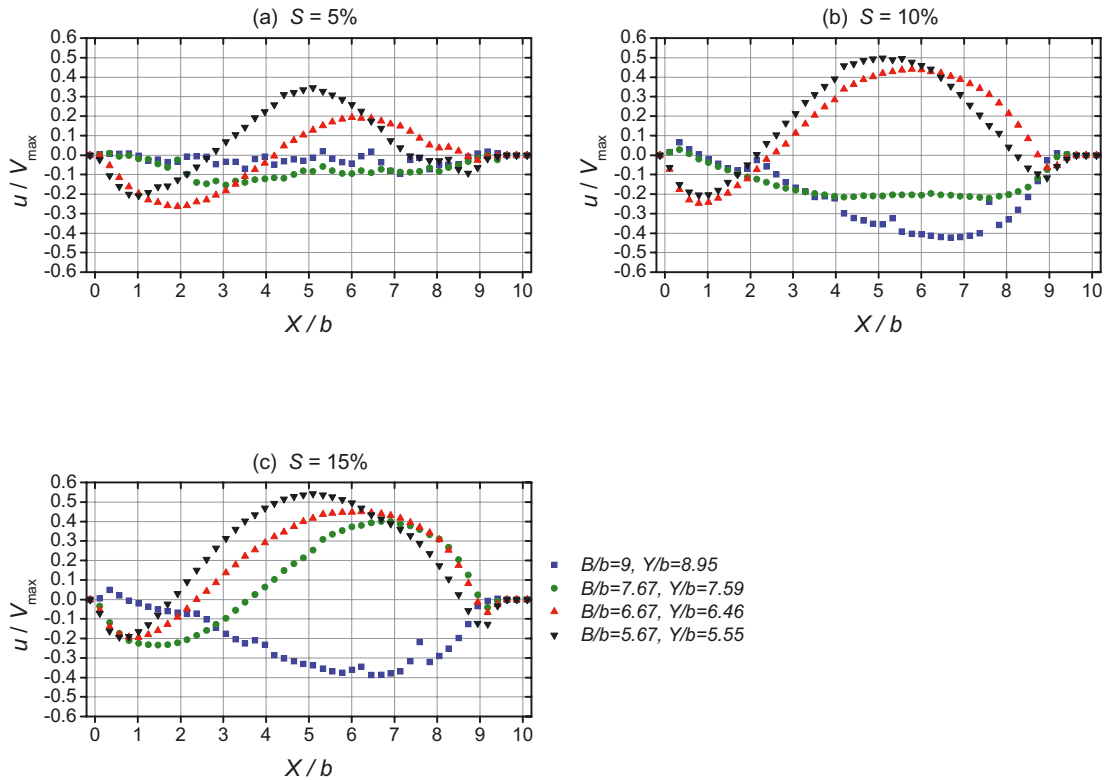 (a) S = 5%
0.6
0.5
0.4
0.3
0.2
0.1
0.0
-0.1
-0.2
-0.3
-0.4
-0.5
-0.6
u / Vmax
0 1 2 3 4 5 6 7 8 9 10
X / b
(b) S = 10%
0.6
0.5
0.4
0.3
0.2
0.1
0.0
-0.1
-0.2
-0.3
-0.4
-0.5
-0.6
u / Vmax
0 1 2 3 4 5 6 7 8 9 10
X / b
(c) S = 15%
0.6
0.5
0.4
0.3
0.2
0.1
0.0
-0.1
-0.2
-0.3
-0.4
-0.5
-0.6
u / Vmax
0 1 2 3 4 5 6 7 8 9 10
X / b
B/b=9, Y/b=8.95
B/b=7.67, Y/b=7.59
B/b=6.67, Y/b=6.46
B/b=5.67, Y/b=5.55